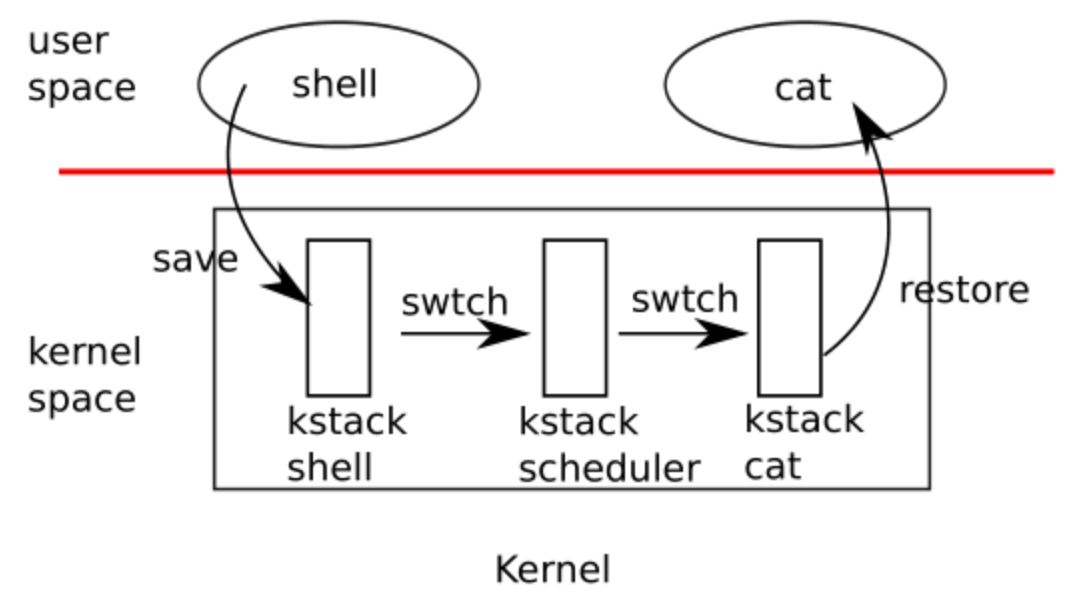 user
space
shell
cat
save
swtch
swtch
restore
kernel
space
kstack
shell
kstack
scheduler
kstack
cat
Kernel